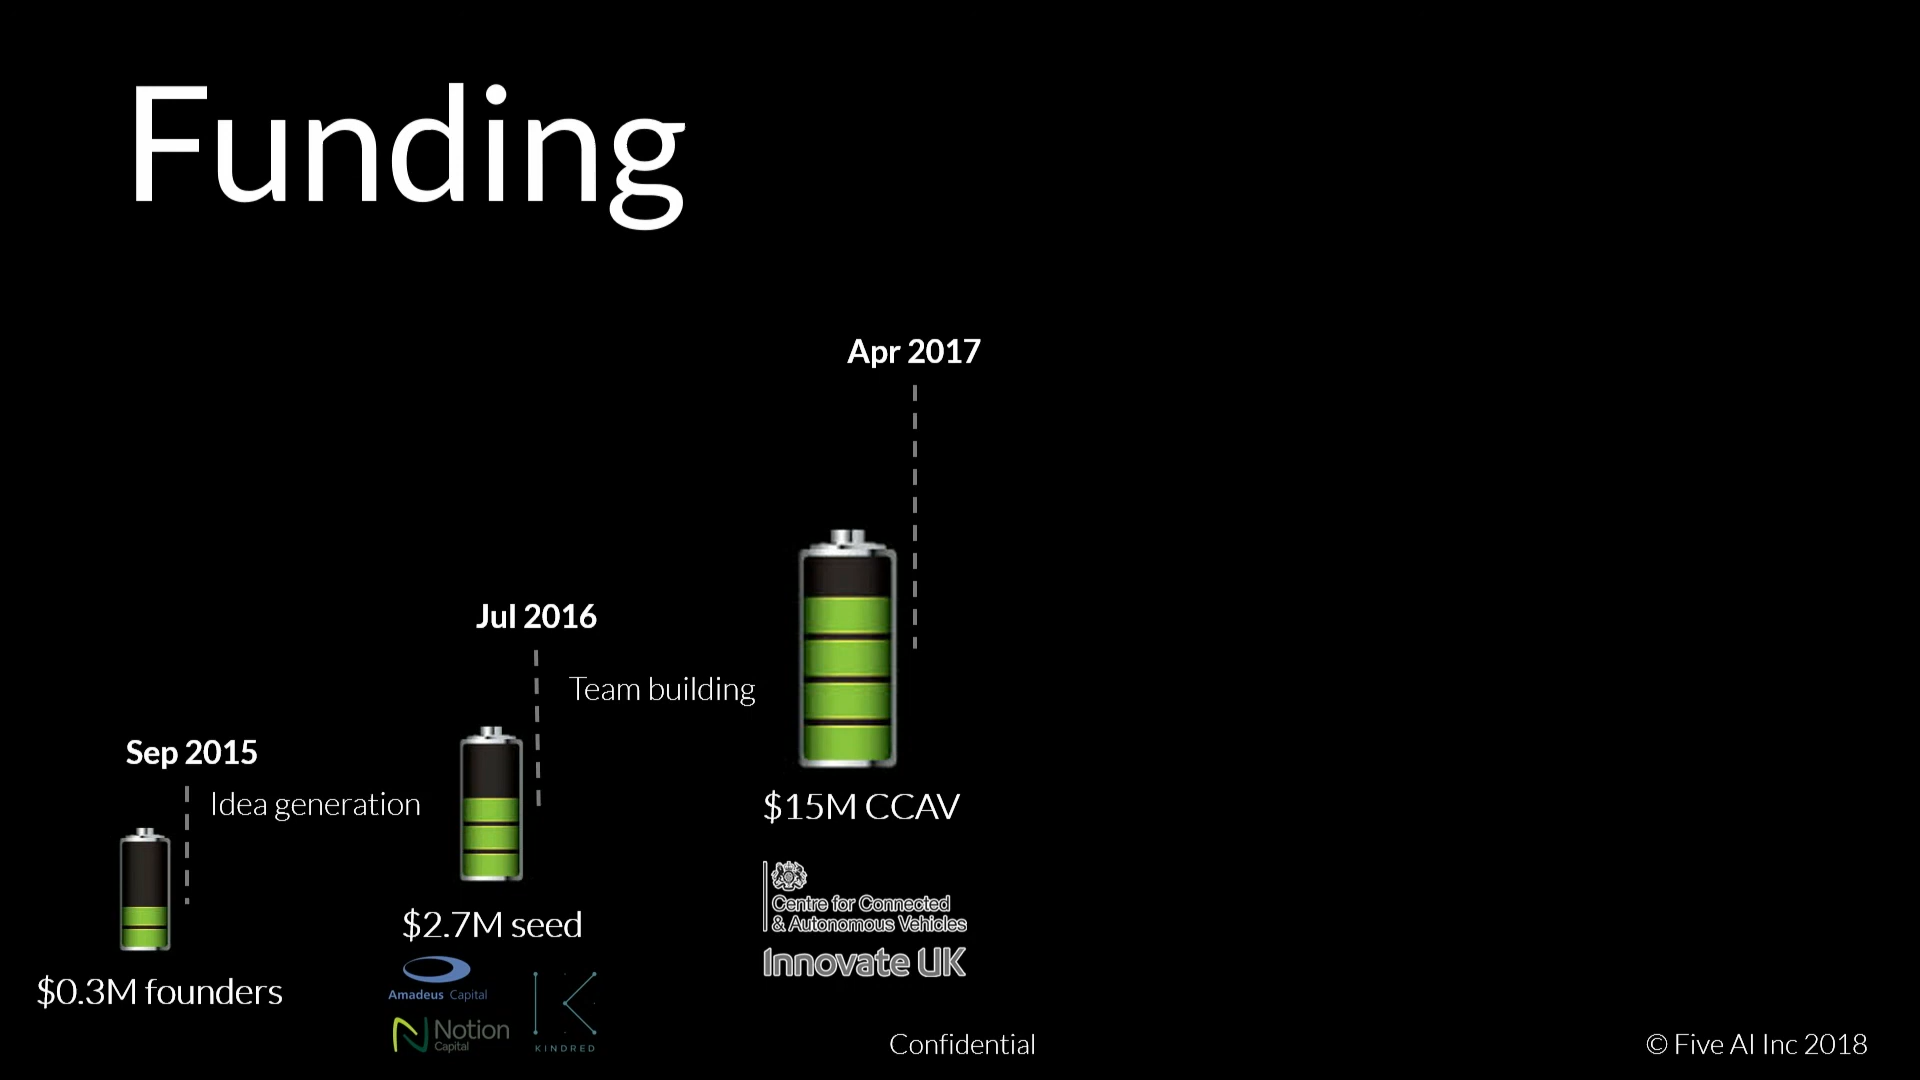 Funding
Apr 2017
Jul 2016
Team building
Sep 2015
Idea generation
$15M CCAV
Centre for Connected
& Autonomous Vehicles
Innovate UK
$2.7M seed
Amadeus Capital
Notion
Capital
KINDRED
$0.3M founders
Confidential
© Five AI Inc 2018